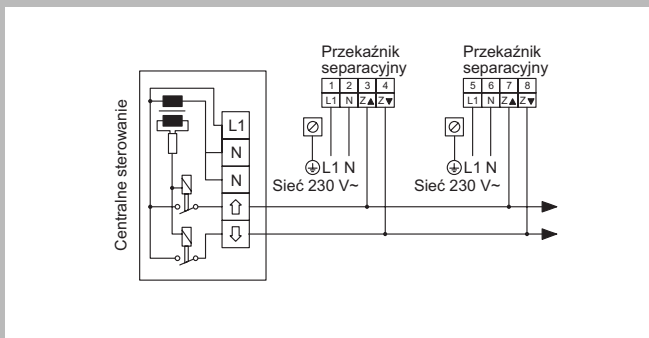 Przekaźnik
separacyjny
1 2 3 4
L1 N Z▲ Z▼
L1 N
Sieć 230 V~
Przekaźnik
separacyjny
5 6 7 8
L1 N Z▲ Z▼
L1 N
Sieć 230 V~
Centralne sterowanie
L1
N
N
⇧
⇩